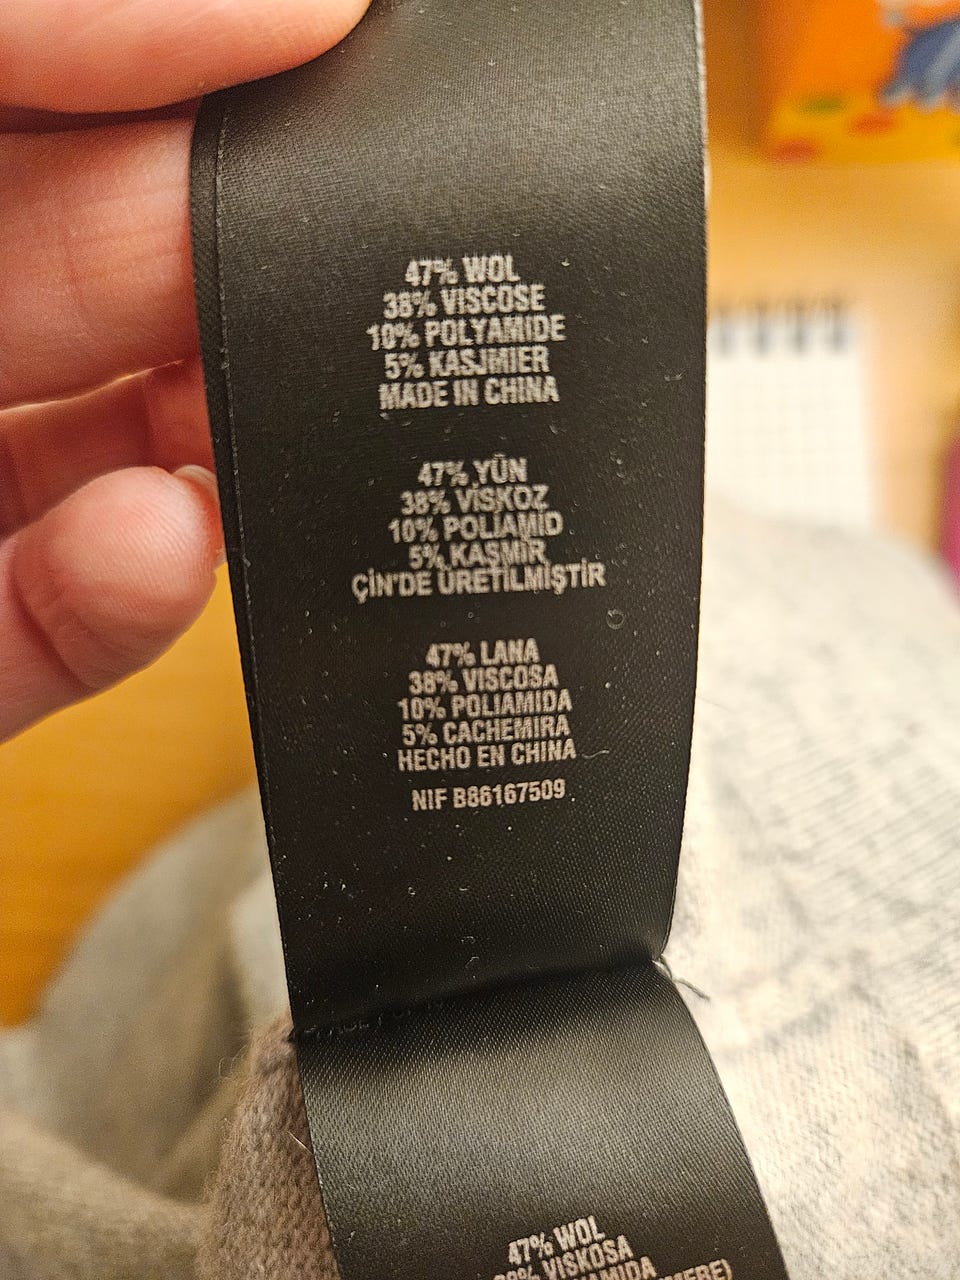 47% WOL
38% VISCOSE
10% POLYAMIDE
5% KASJMIER
MADE IN CHINA
47% YÜN
38% VİSKOZ
10% POLİAMİD
5% KAŞMİR
ÇİN'DE ÜRETİLMİŞTİR
47% LANA
38% VISCOSA
10% POLIAMIDA
5% CACHEMIRA
HECHO EN CHINA
NIF B86167509
47% WOL
VISKOSA